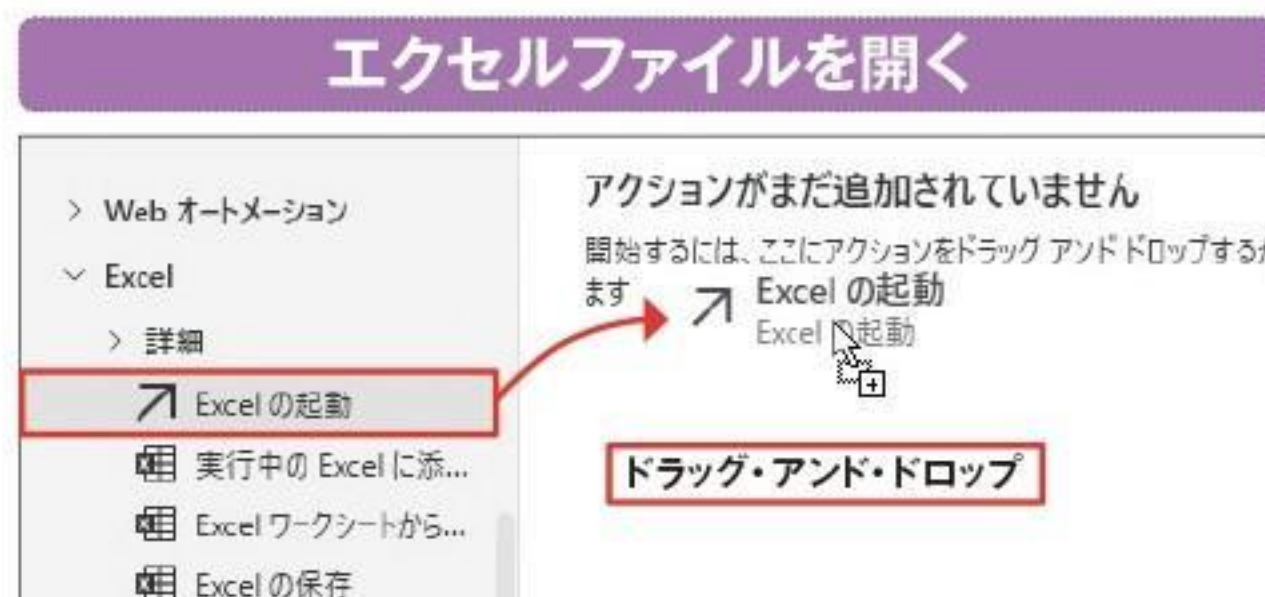 エクセルファイルを開く
Web オートメーション
Excel
詳細
Excel の起動
実行中の Excel に添...
Excel ワークシートから...
Excel の保存
アクションがまだ追加されていません
開始するには、ここにアクションをドラッグ アンド ドロップするか
ます
Excel の起動
Excel の起動
ドラッグ・アンド・ドロップ